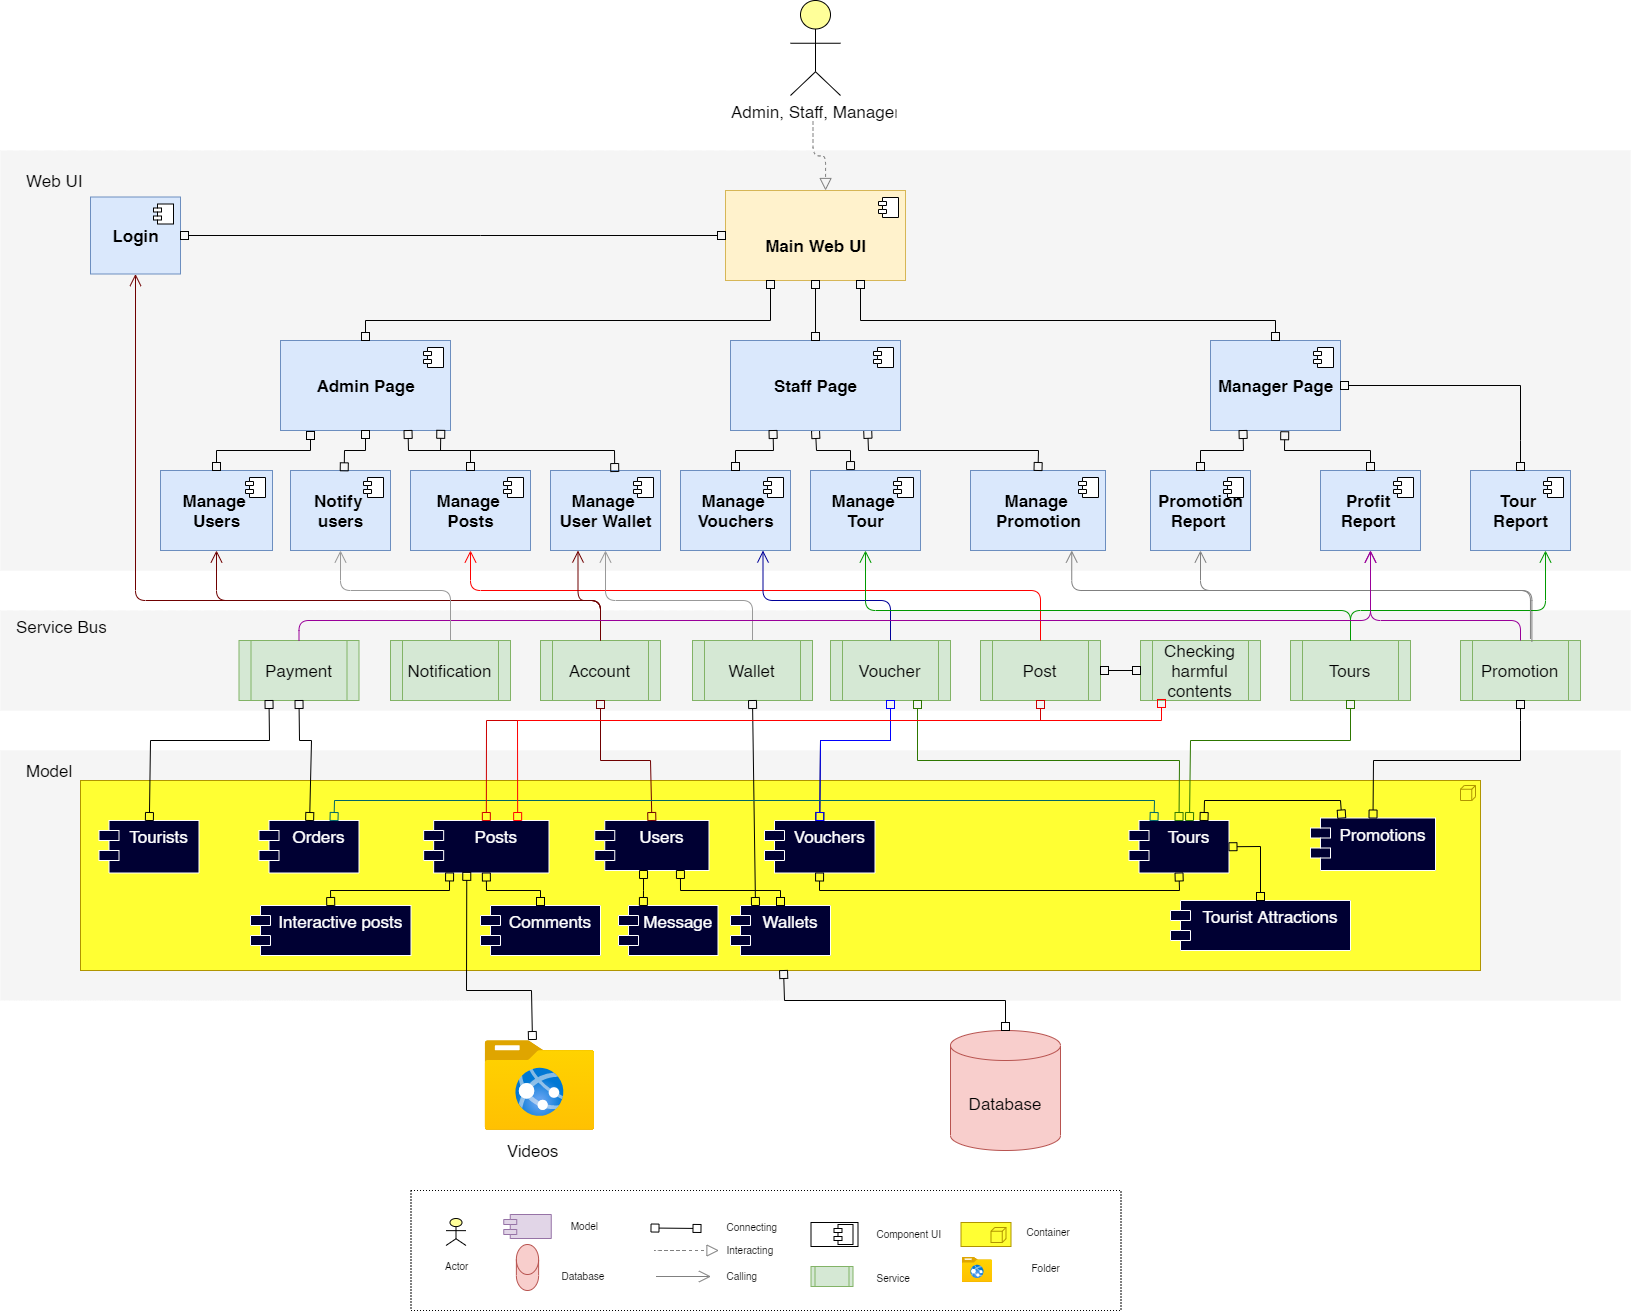 Admin, Staff, Manager
Web UI
Login
Main Web UI
Admin Page
Staff Page
Manager Page
Manage
Users
Notify
users
Manage
Posts
Manage
User Wallet
Manage
Vouchers
Manage
Tour
Manage
Promotion
Promotion
Report
Profit
Report
Tour
Report
Service Bus
Payment
Notification
Account
Wallet
Voucher
Post
Checking
harmful
contents
Tours
Promotion
Model
Tourists
Orders
Posts
Users
Vouchers
Tours
Promotions
Interactive posts
Comments
Message
Wallets
Tourist Attractions
Videos
Database
Actor
Model
Database
Connecting
Interacting
Calling
Component UI
Service
Container
Folder